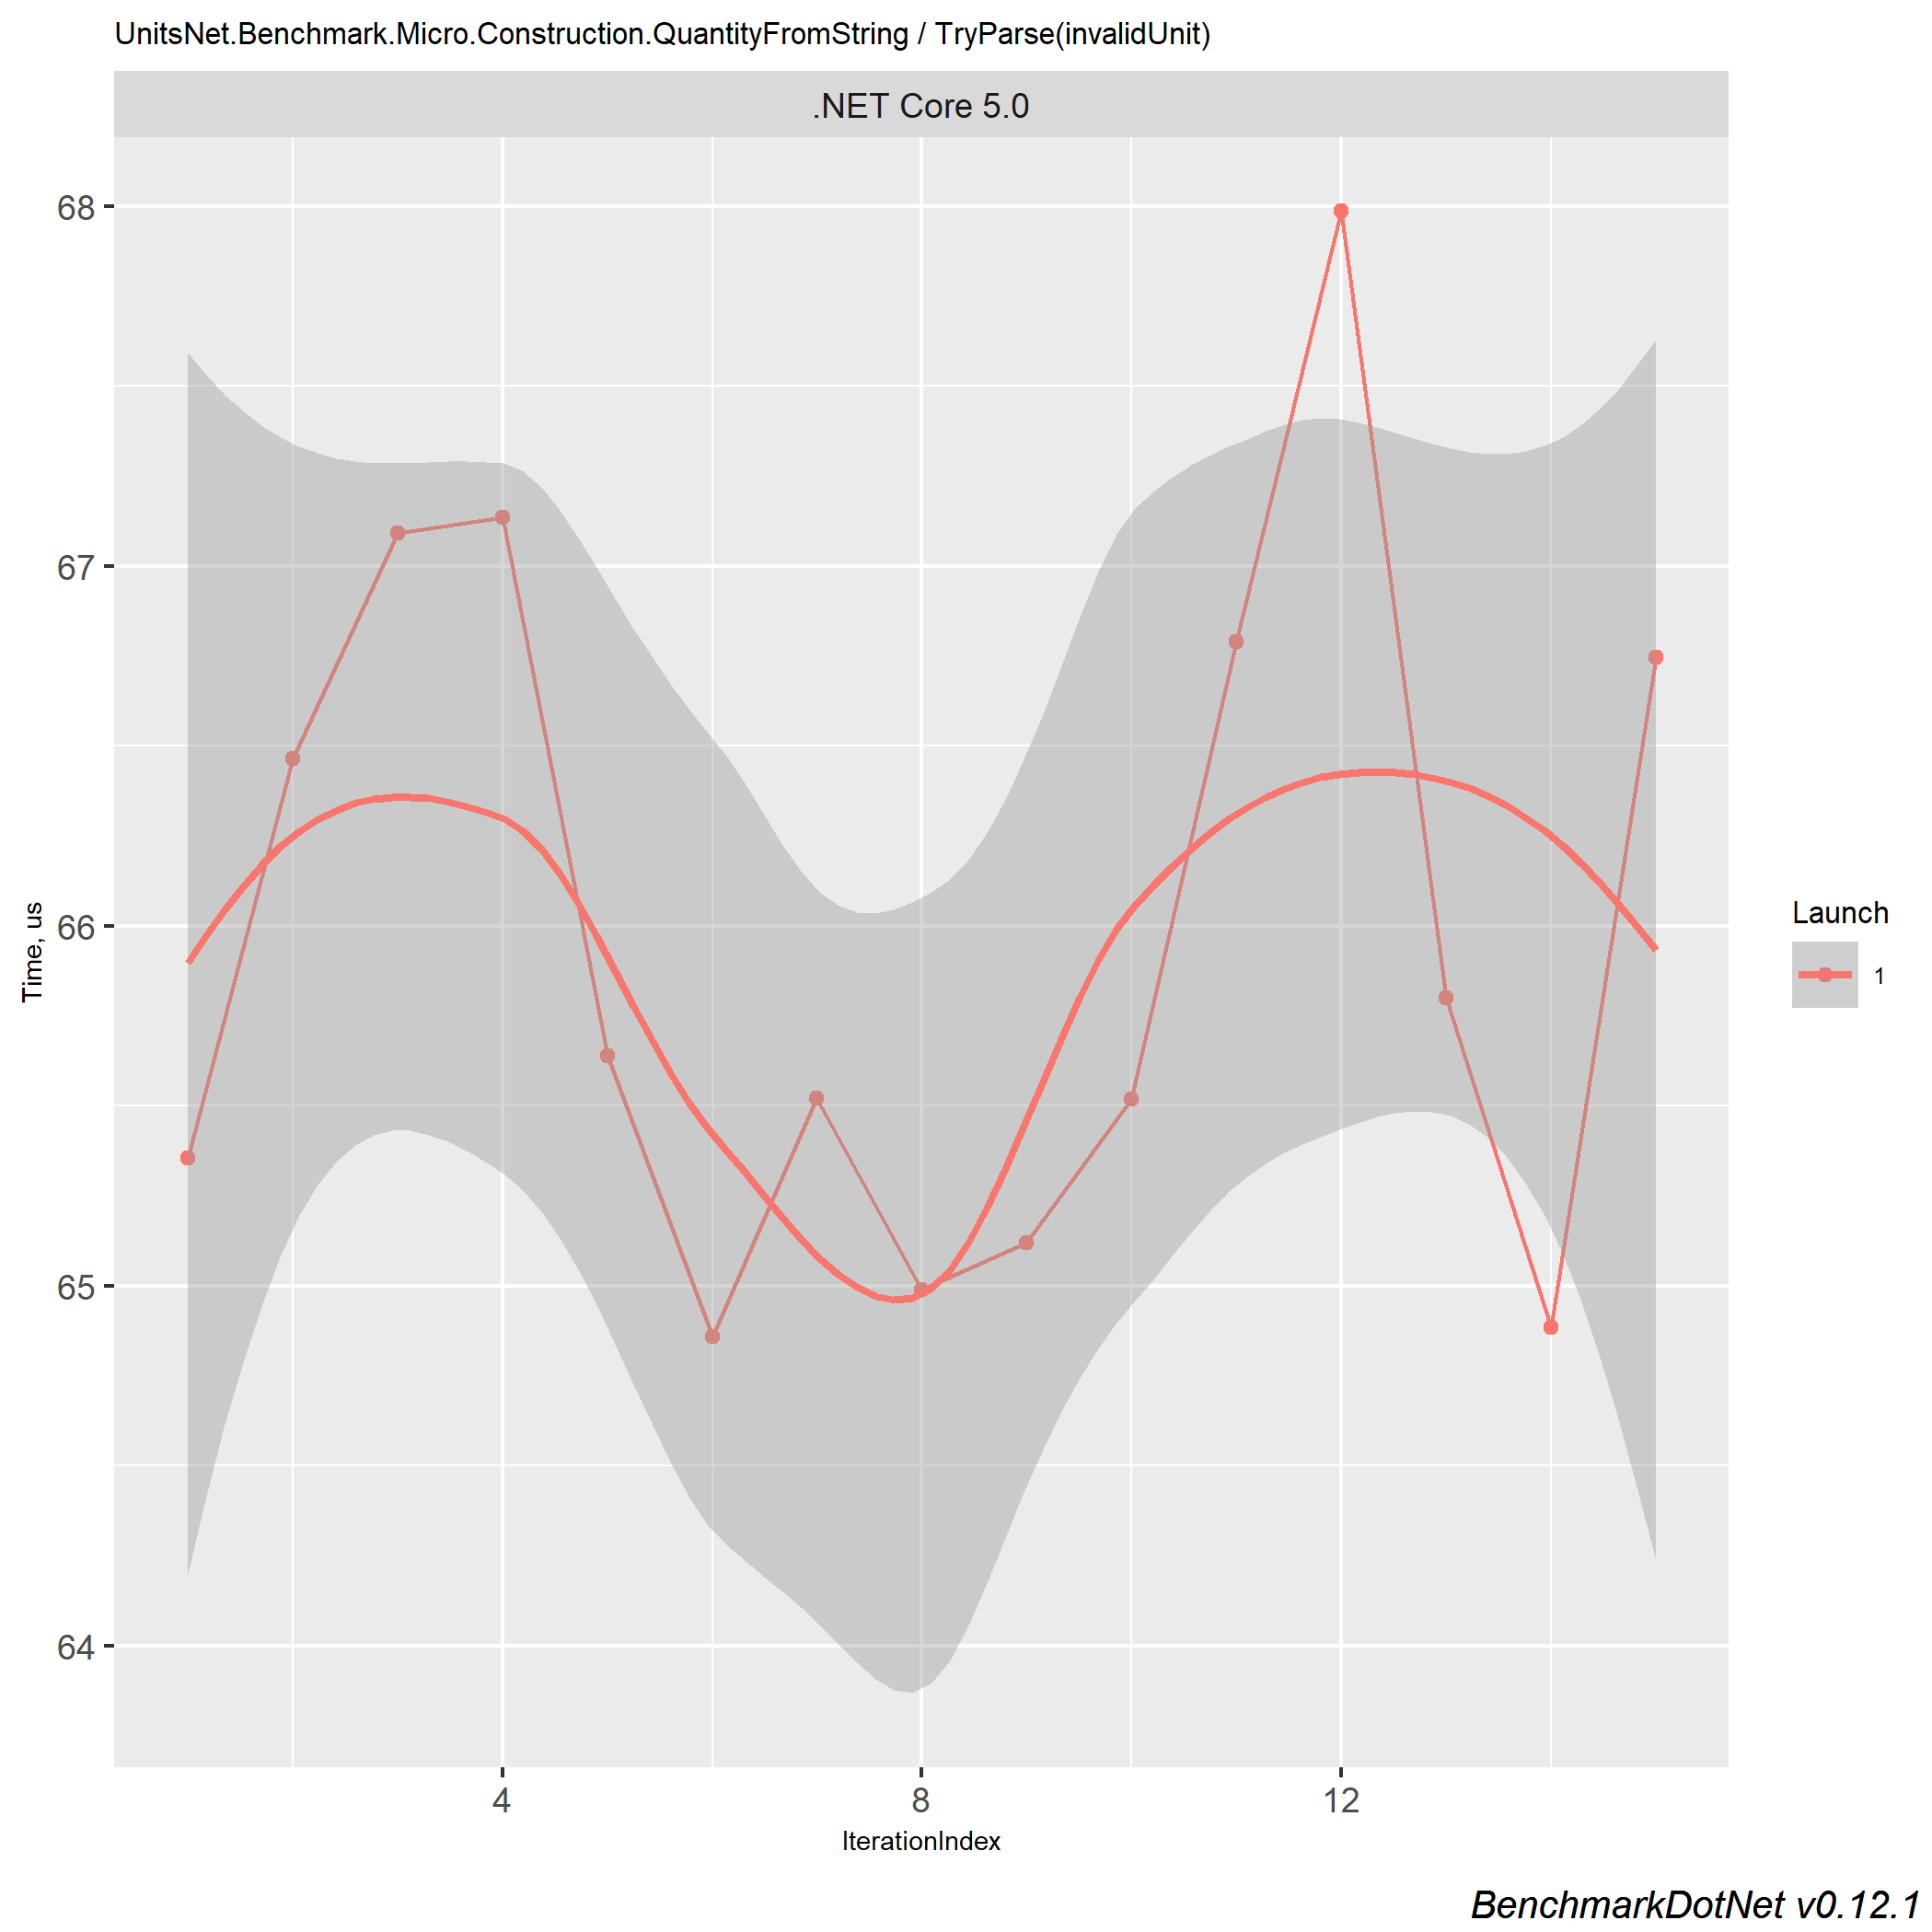 UnitsNet.Benchmark.Micro.Construction.QuantityFromString / TryParse(invalidUnit)
.NET Core 5.0
68
67
66
65
64
Time, us
4 8 12
IterationIndex
Launch
1
BenchmarkDotNet v0.12.1